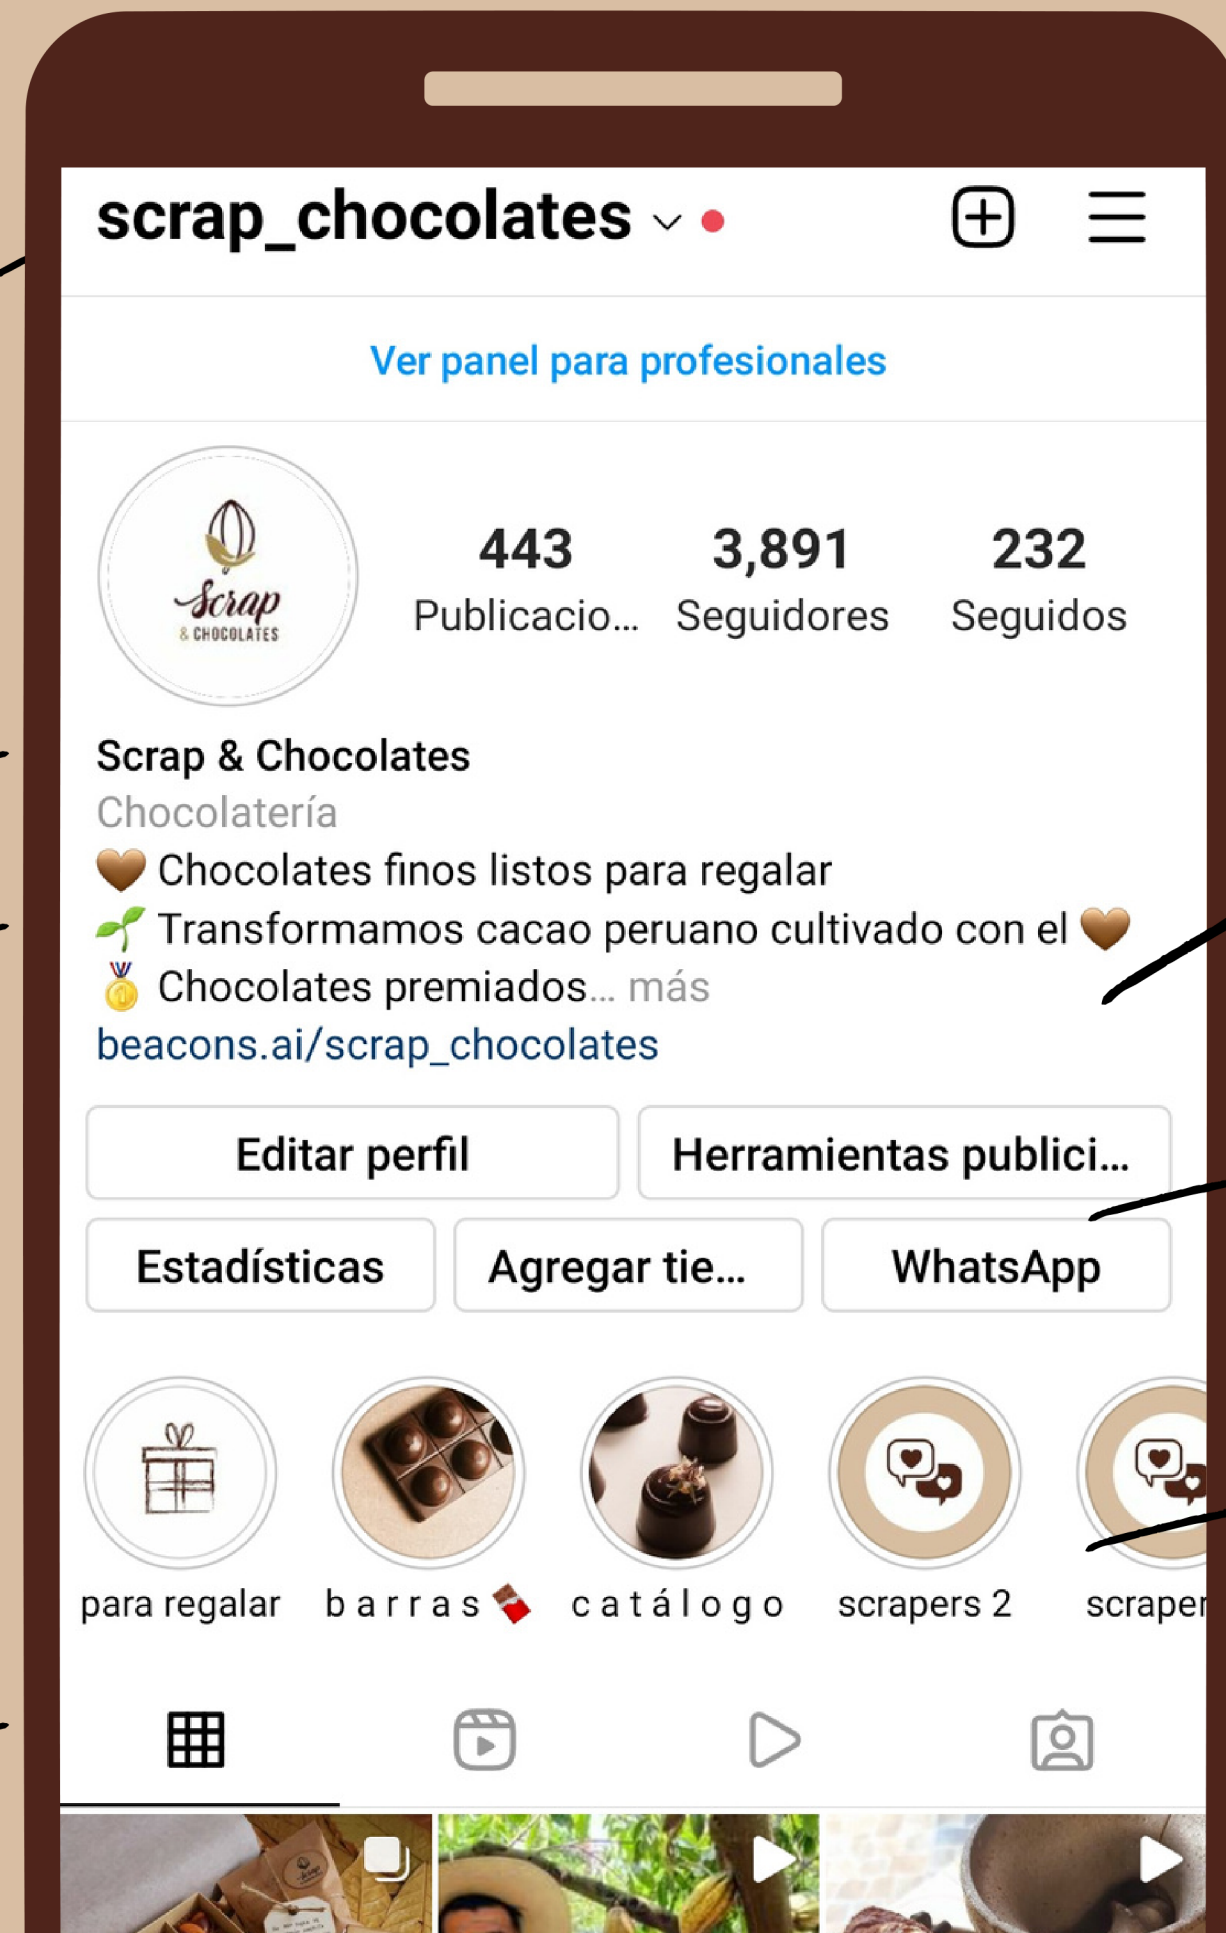 scrap_chocolates
Ver panel para profesionales
Scrap
& CHOCOLATES
443 3,891 232
Publicacio... Seguidores Seguidos
Scrap & Chocolates
Chocolatería
🤎 Chocolates finos listos para regalar
🌱 Transformamos cacao peruano cultivado con el 🤎
🥇 Chocolates premiados... más
beacons.ai/scrap_chocolates
Editar perfil Herramientas publici...
Estadísticas Agregar tie... WhatsApp
para regalar b a r r a s 🍫 c a t á l o g o scrapers 2 scraper
Scrap